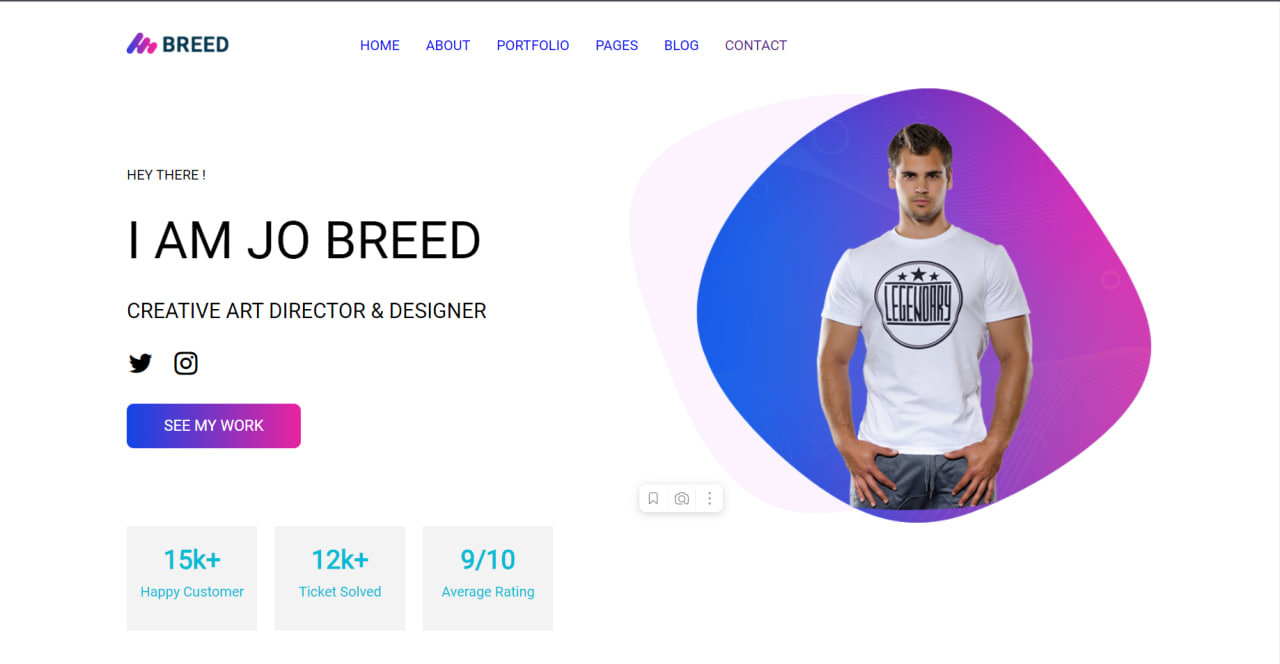 BREED
HOME ABOUT PORTFOLIO PAGES BLOG CONTACT
HEY THERE !
I AM JO BREED
CREATIVE ART DIRECTOR & DESIGNER
SEE MY WORK
LEGENDARY
15k+ 12k+ 9/10
Happy Customer Ticket Solved Average Rating